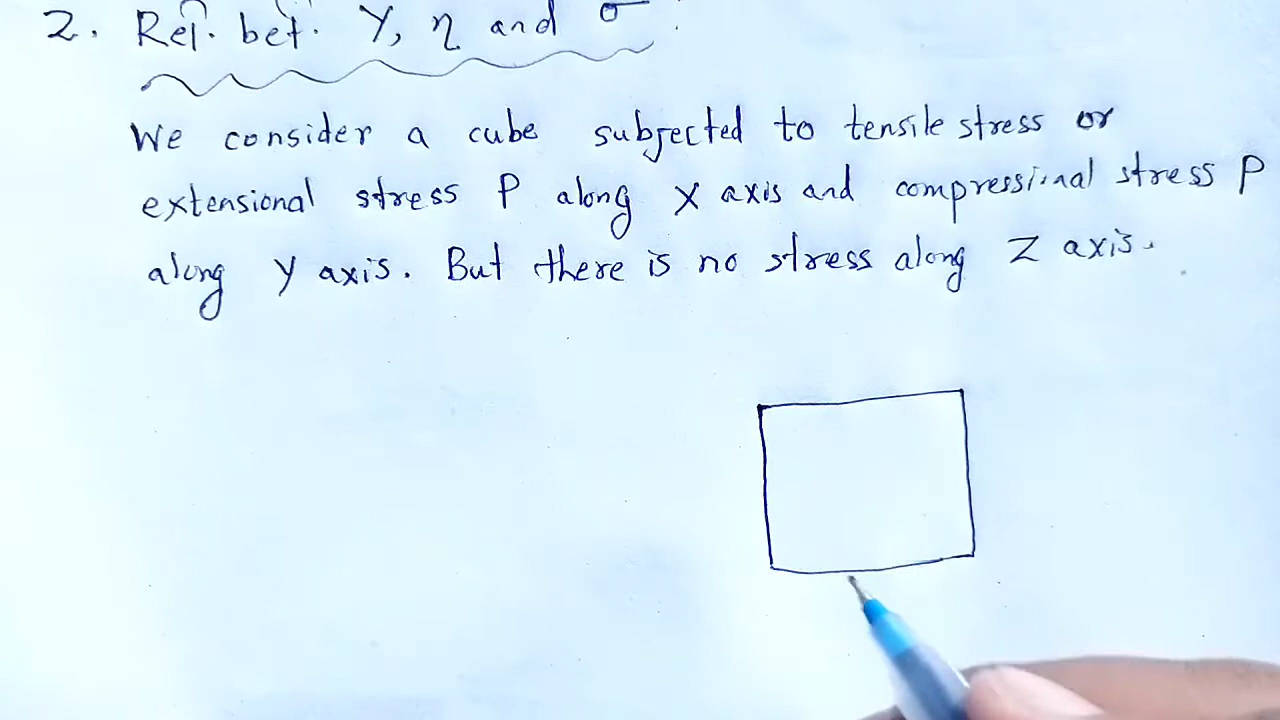 2. Rel. bet. Y, η and σ
We consider a cube subjected to tensile stress or
extensional stress P along X axis and compressional stress P
along Y axis. But there is no stress along Z axis.